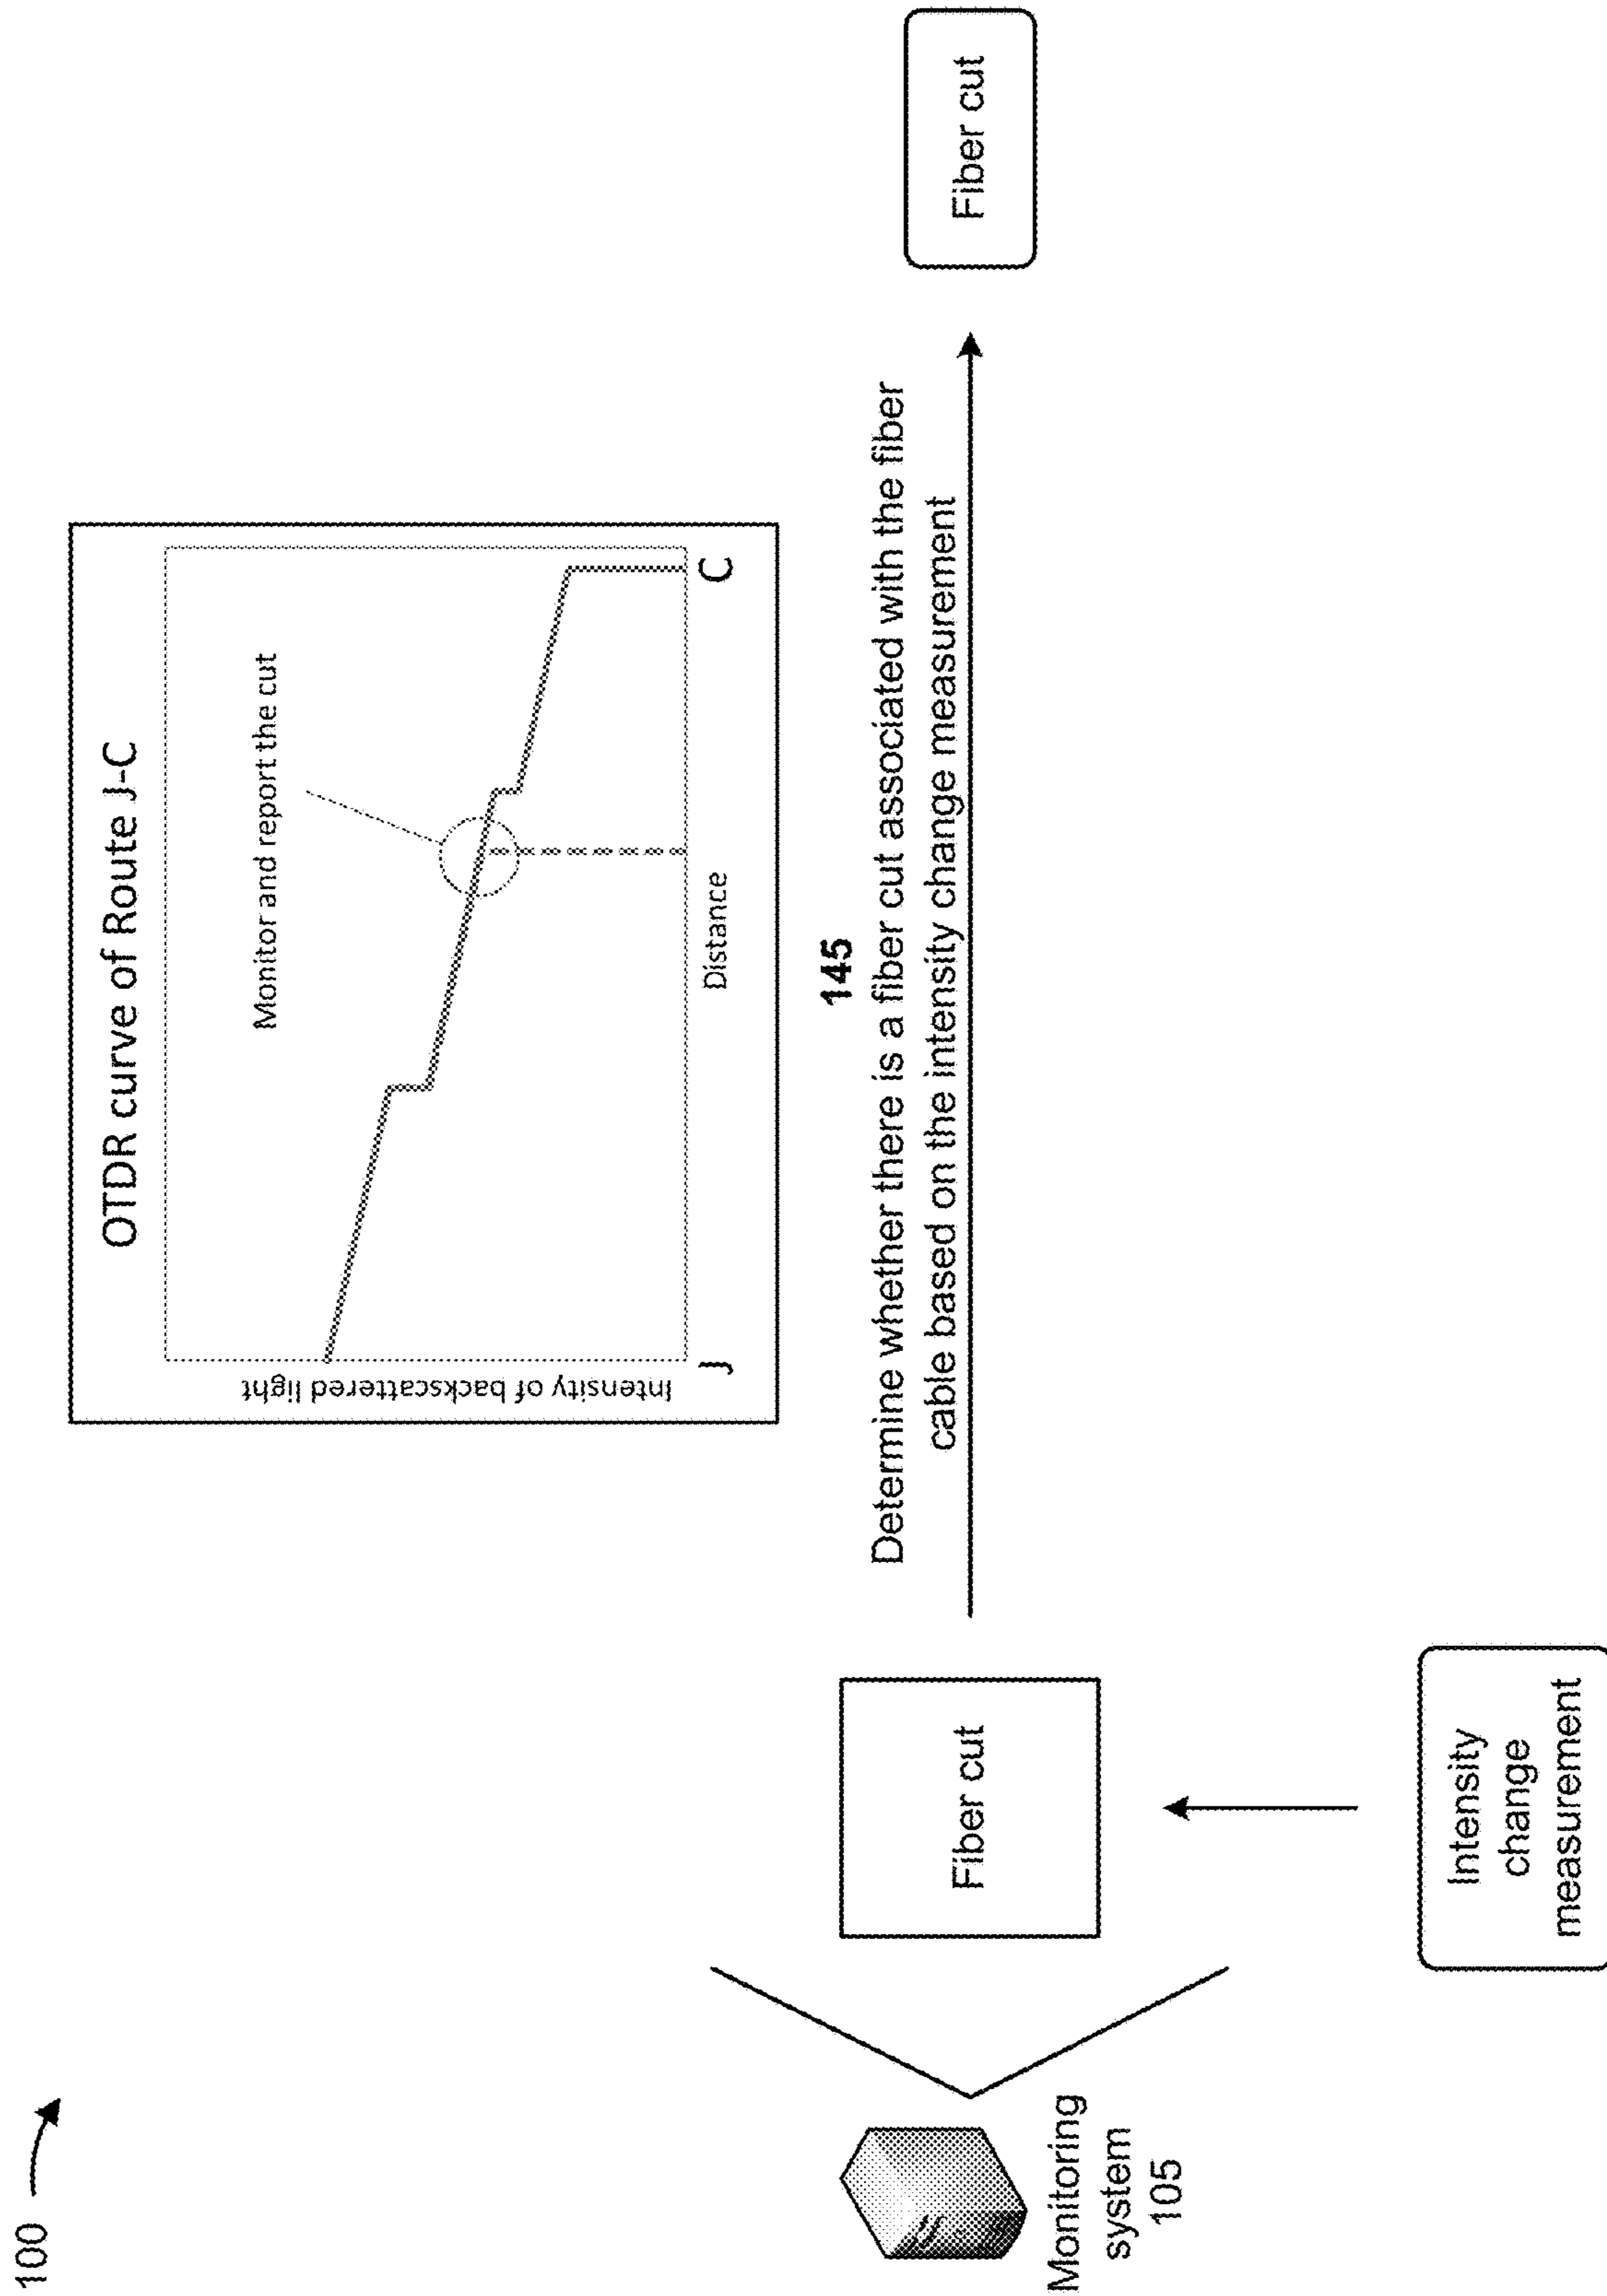 100
OTDR curve of Route J-C
Intensity of backscattered light
Monitor and report the cut
J
Distance
C
145
Determine whether there is a fiber cut associated with the fiber
cable based on the intensity change measurement
Monitoring
system
105
Fiber cut
Fiber cut
Intensity
change
measurement